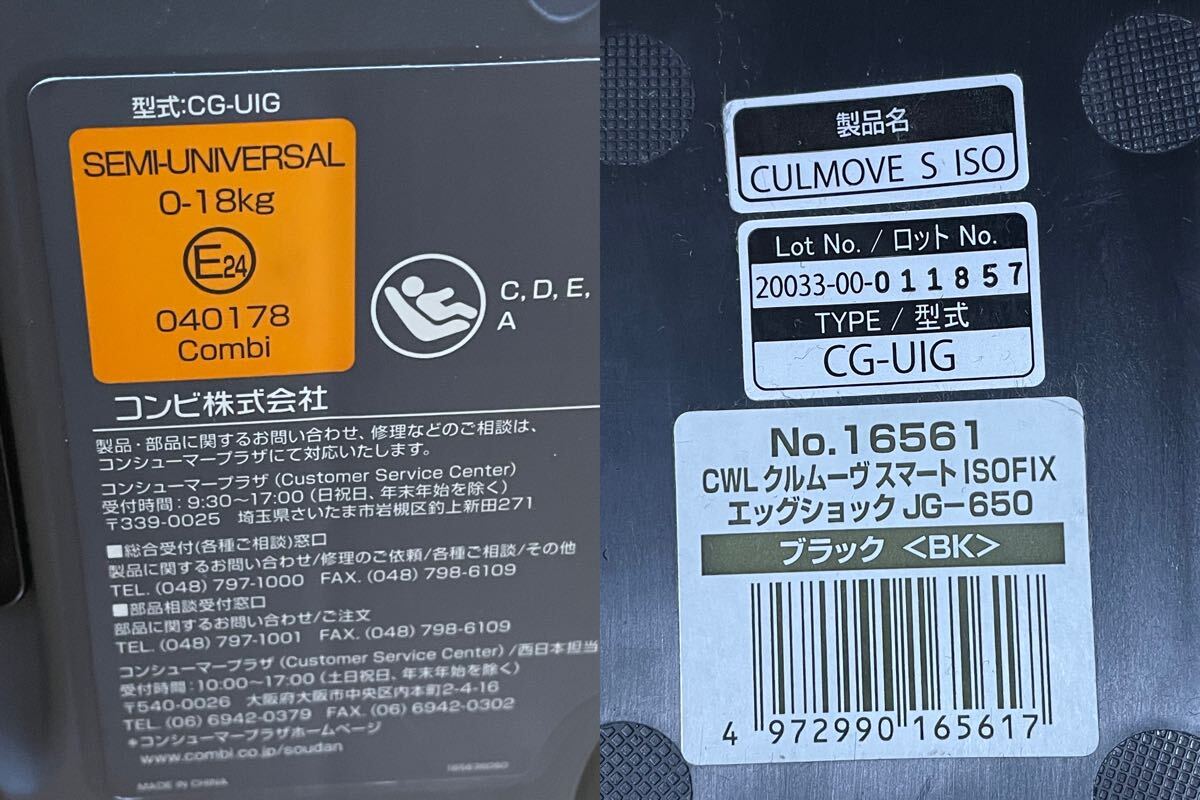 型式:CG-UIG
SEMI-UNIVERSAL
0-18kg
E24
040178
Combi
C, D, E,
A
コンビ株式会社
製品・部品に関するお問い合わせ、修理などのご相談は、
コンシューマープラザにて対応いたします。
コンシューマープラザ (Customer Service Center)
受付時間:9:30~17:00 (日祝日、年末年始を除く)
〒339-0025 埼玉県さいたま市岩槻区釣上新田271
■総合受付(各種ご相談)窓口
製品に関するお問い合わせ/修理のご依頼/各種ご相談/その他
TEL. (048) 797-1000 FAX. (048) 798-6109
■部品相談受付窓口
部品に関するお問い合わせ/ご注文
TEL. (048) 797-1001 FAX. (048) 798-6109
コンシューマープラザ (Customer Service Center) /西日本担当
受付時間:10:00~17:00 (土日祝日、年末年始を除く)
〒540-0026 大阪府大阪市中央区内本町2-4-16
TEL. (06) 6942-0379 FAX. (06) 6942-0302
*コンシューマープラザホームページ
www.combi.co.jp/soudan
MADE IN CHINA
製品名
CULMOVE S ISO
Lot No. / ロット No.
20033-00-011857
TYPE / 型式
CG-UIG
No.16561
CWL クルムーヴ スマート ISOFIX
エッグショック JG-650
ブラック <BK>
4 972990 165617